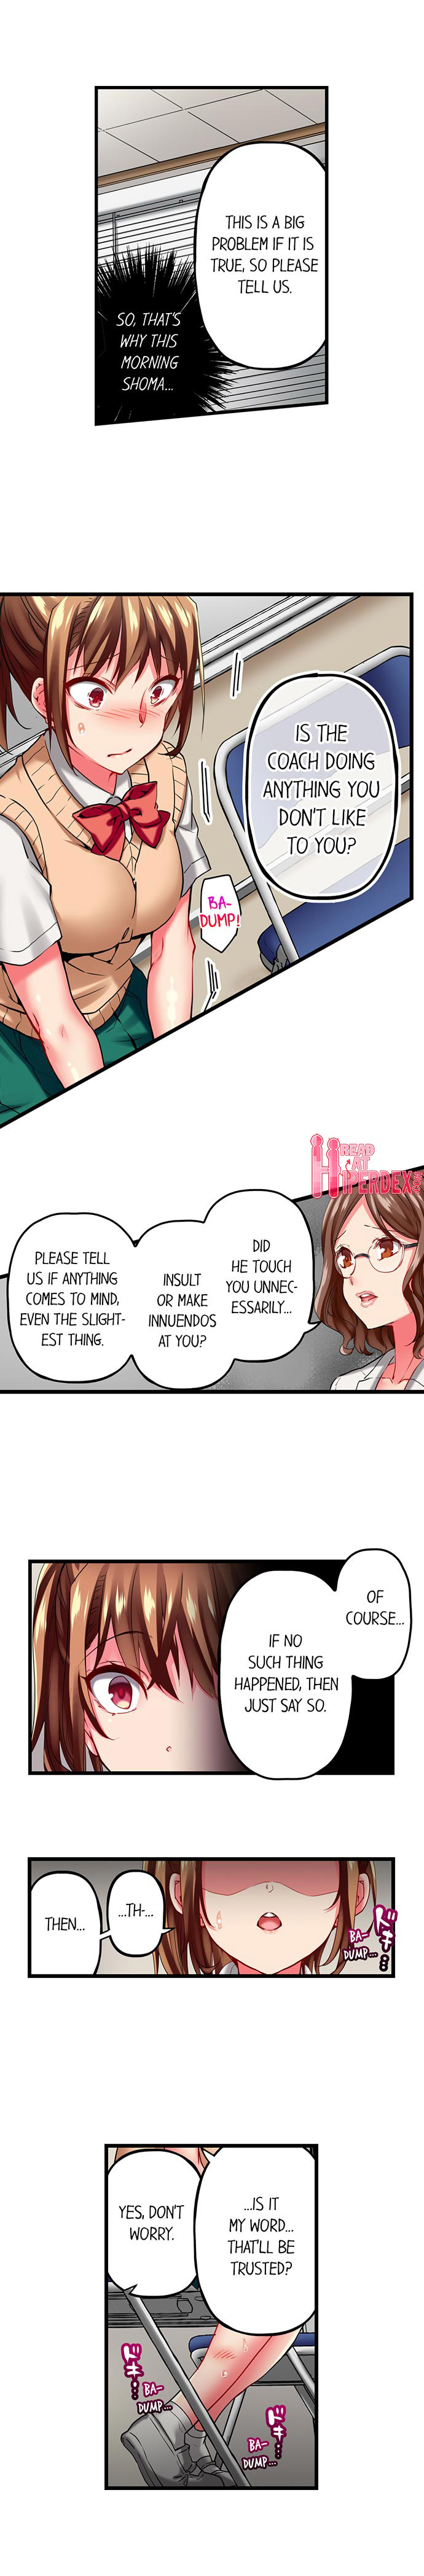 THIS IS A BIG
PROBLEM IF IT IS
TRUE, SO PLEASE
TELL US.
SO, THAT'S
WHY THIS
MORNING
SHOMA...
IS THE
COACH DOING
ANYTHING YOU
DON'T LIKE
TO YOU?
BA-
DUMP!
READ
AT
HIPERDEX
.COM
DID
HE TOUCH
YOU UNNEC-
ESSARILY...
INSULT
OR MAKE
INNUENDOS
AT YOU?
PLEASE TELL
US IF ANYTHING
COMES TO MIND,
EVEN THE SLIGHT-
EST THING.
OF
COURSE...
IF NO
SUCH THING
HAPPENED, THEN
JUST SAY SO.
...TH-...
THEN...
ドキ…
BA-
DUMP...
...IS IT
MY WORD...
THAT'LL BE
TRUSTED?
YES, DON'T
WORRY.
ドキ…
BA-
DUMP...
ドキ…
BA-
DUMP...